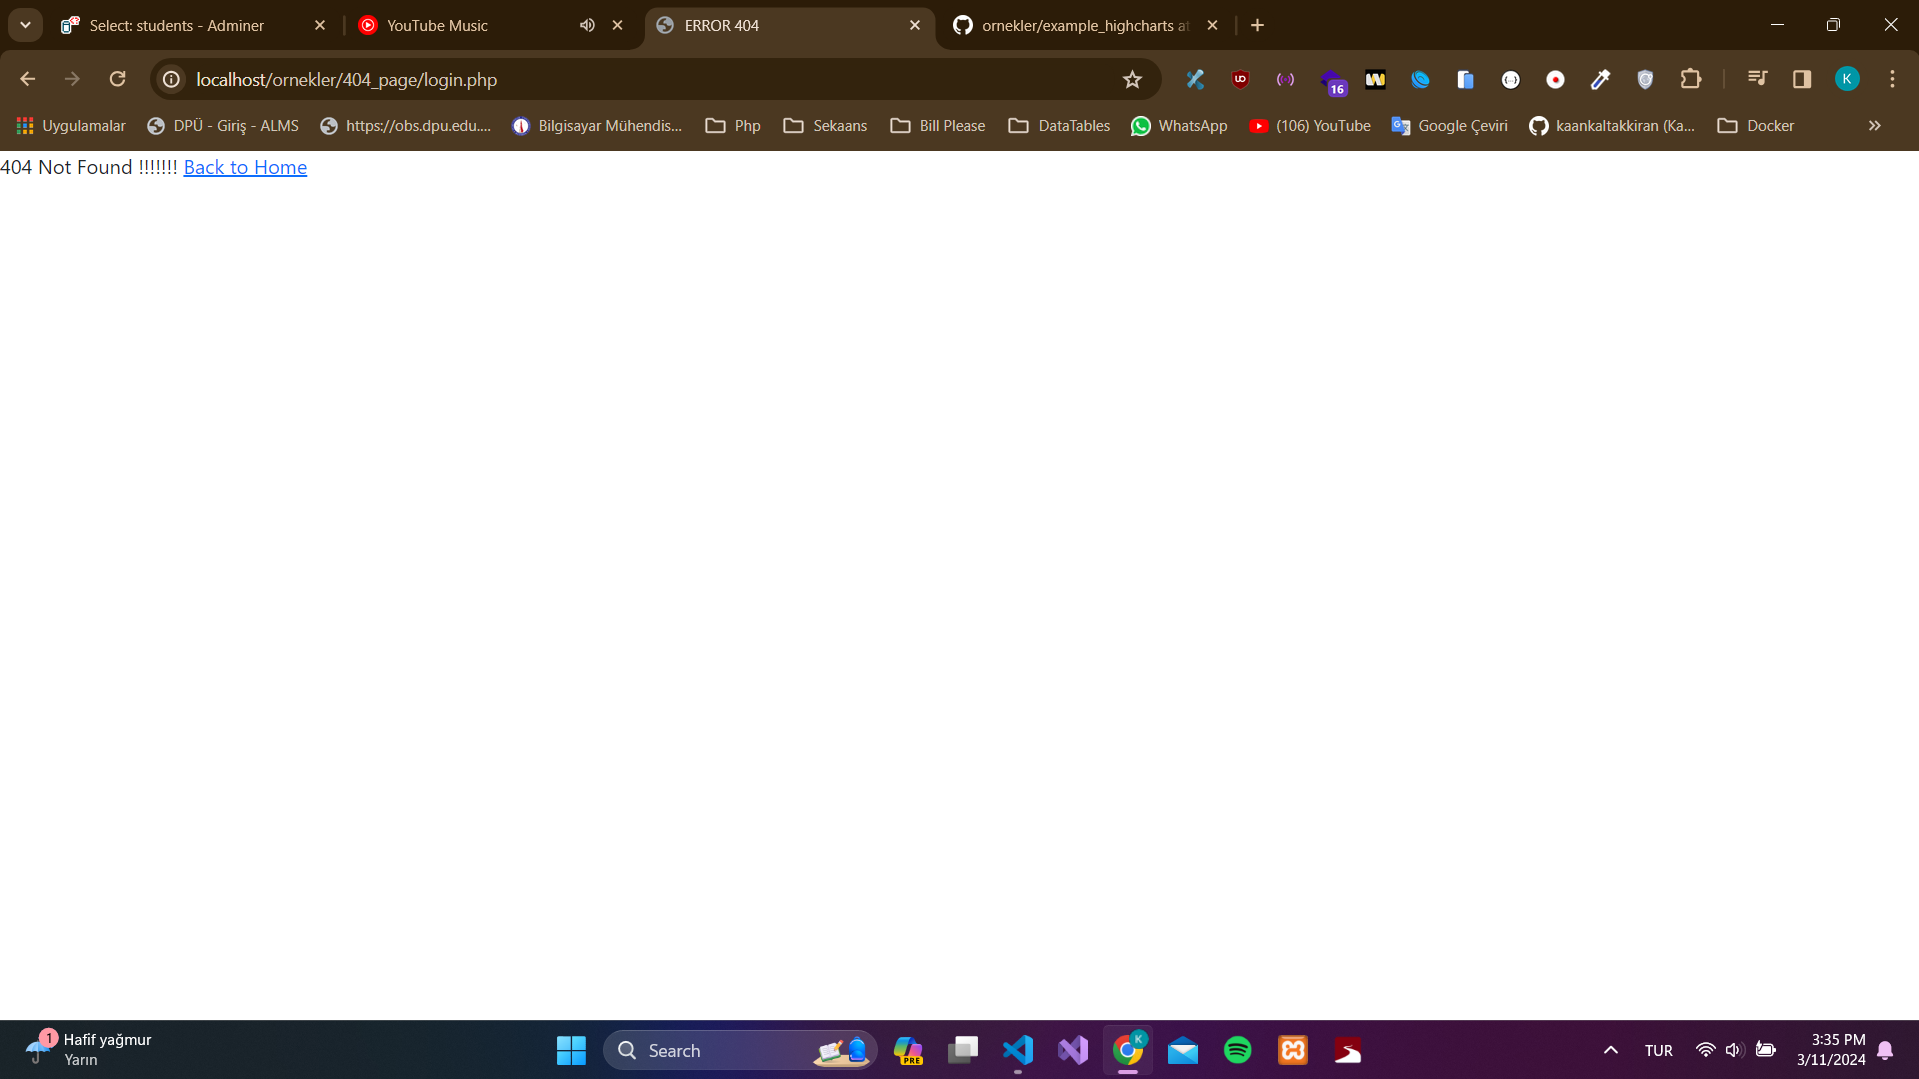 Select: students - Adminer
YouTube Music
ERROR 404
ornekler/example_highcharts at
localhost/ornekler/404_page/login.php
16
K
Uygulamalar
DPÜ - Giriş - ALMS
https://obs.dpu.edu....
Bilgisayar Mühendis...
Php
Sekaans
Bill Please
DataTables
WhatsApp
(106) YouTube
Google Çeviri
kaankaltakkiran (Ka...
Docker
404 Not Found !!!!!!! Back to Home
1
Hafif yağmur
Yarın
Search
PRE
K
TUR
3:35 PM
3/11/2024